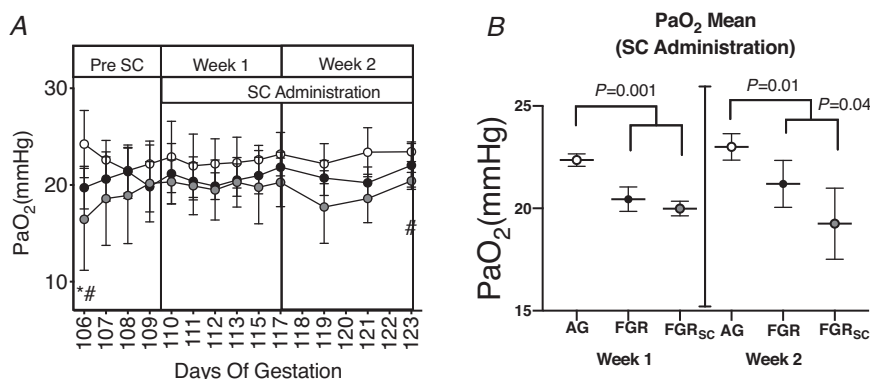 A
Pre SC Week 1 Week 2
SC Administration
30
20
10
PaO2(mmHg)
*#
#
106 107 108 109 110 111 112 113 115 117 118 119 120 121 122 123
Days Of Gestation
B
PaO2 Mean
(SC Administration)
P=0.001
P=0.01
P=0.04
25
20
15
PaO2(mmHg)
AG FGR FGRSC AG FGR FGRSC
Week 1 Week 2